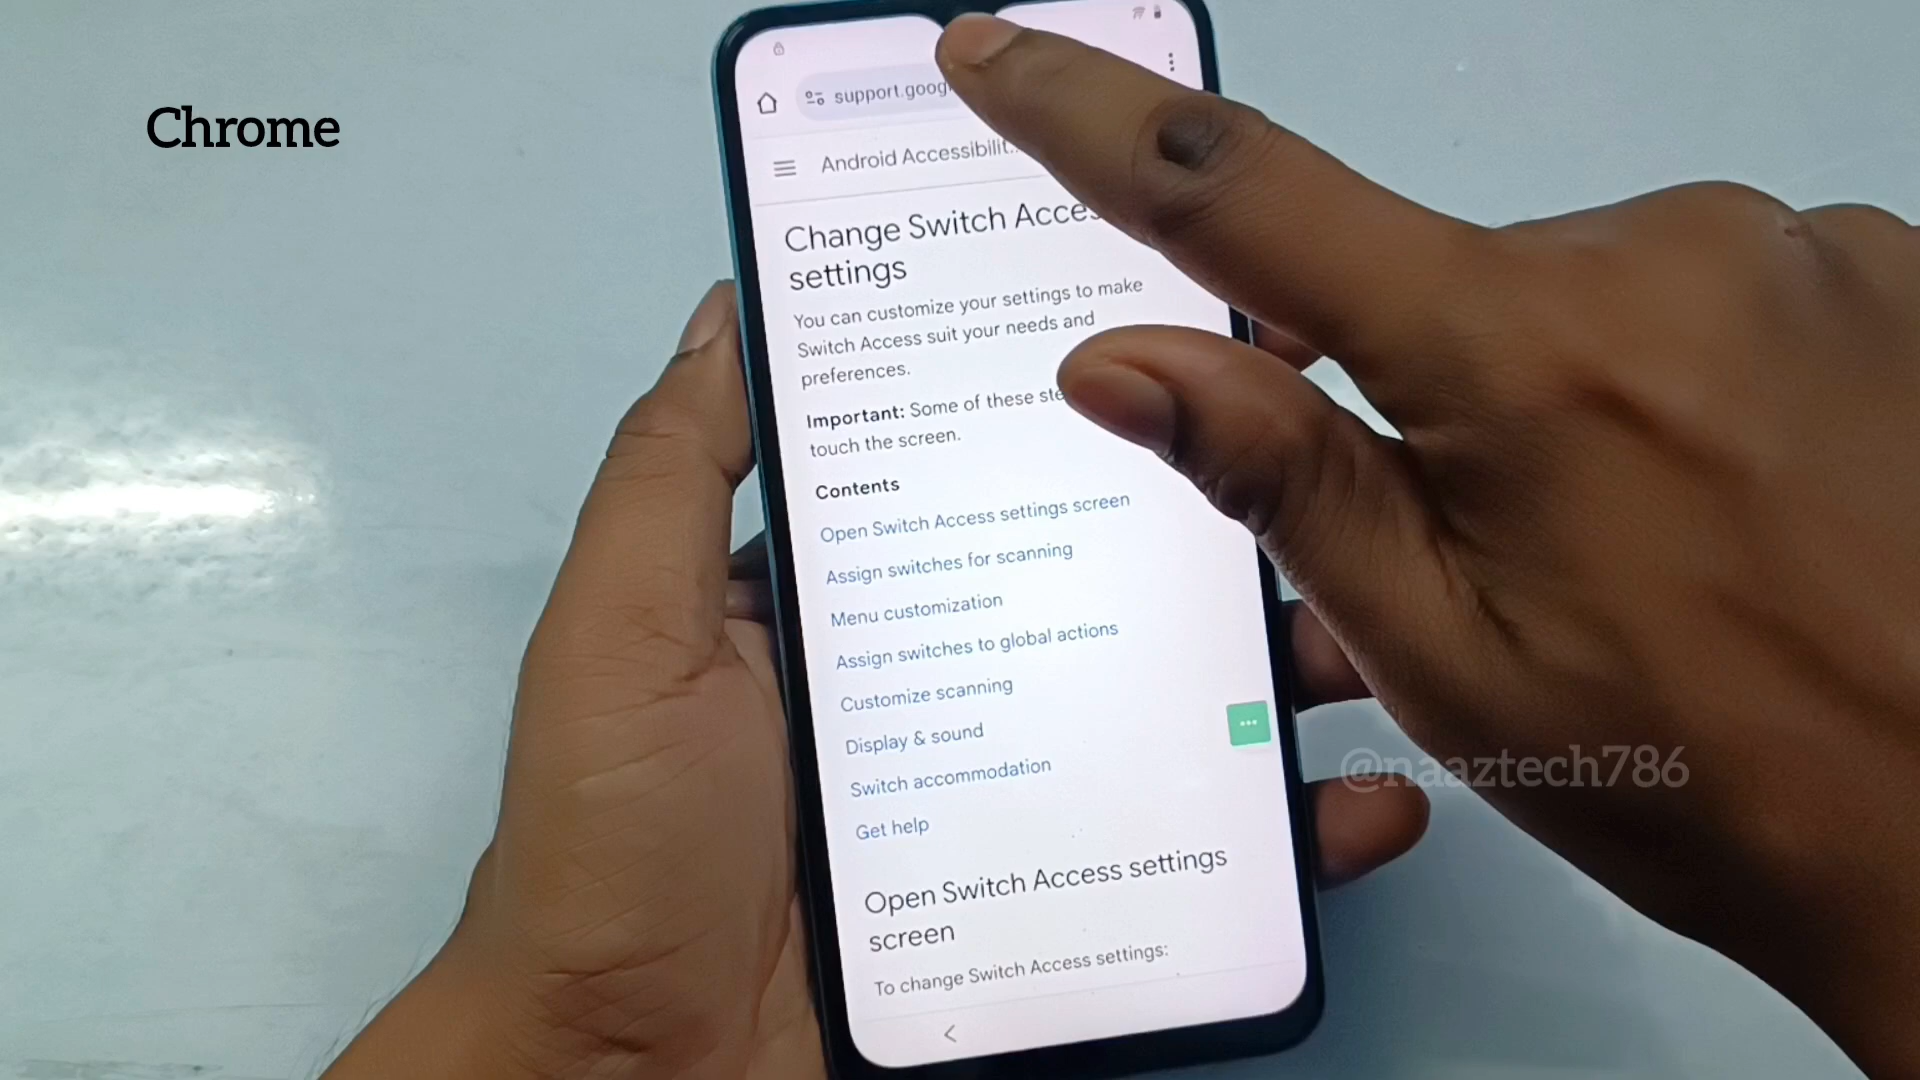 Chrome
support.goog
Android Accessibilit...
Change Switch Acces
settings
You can customize your settings to make
Switch Access suit your needs and
preferences.
Important: Some of these ste
touch the screen.
Contents
Open Switch Access settings screen
Assign switches for scanning
Menu customization
Assign switches to global actions
Customize scanning
Display & sound
Switch accommodation
@naaztech786
Get help
Open Switch Access settings
screen
To change Switch Access settings: